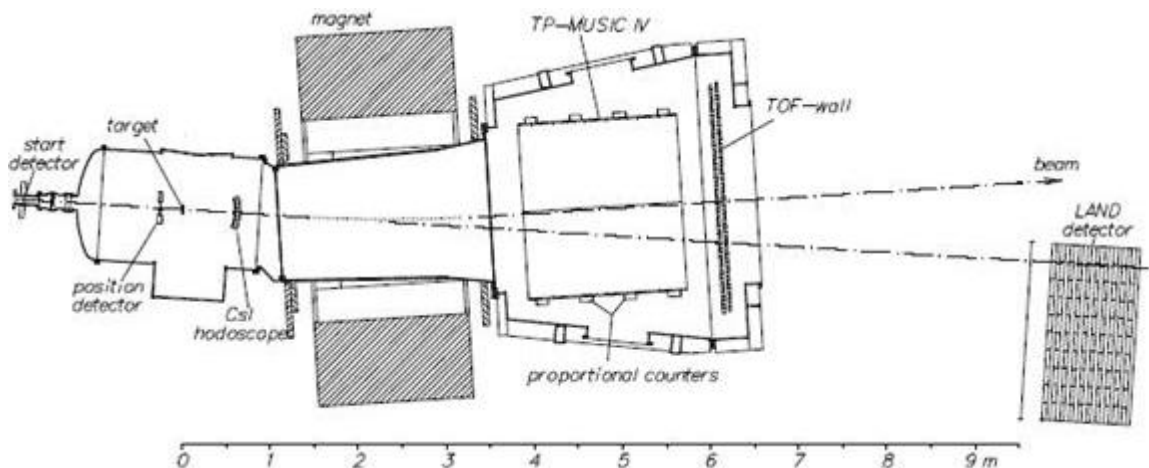 magnet
TP-MUSIC IV
TOF-wall
target
start
detector
beam
LAND
detector
position
detector
CsI
hodoscope
proportional counters
0 1 2 3 4 5 6 7 8 9 m